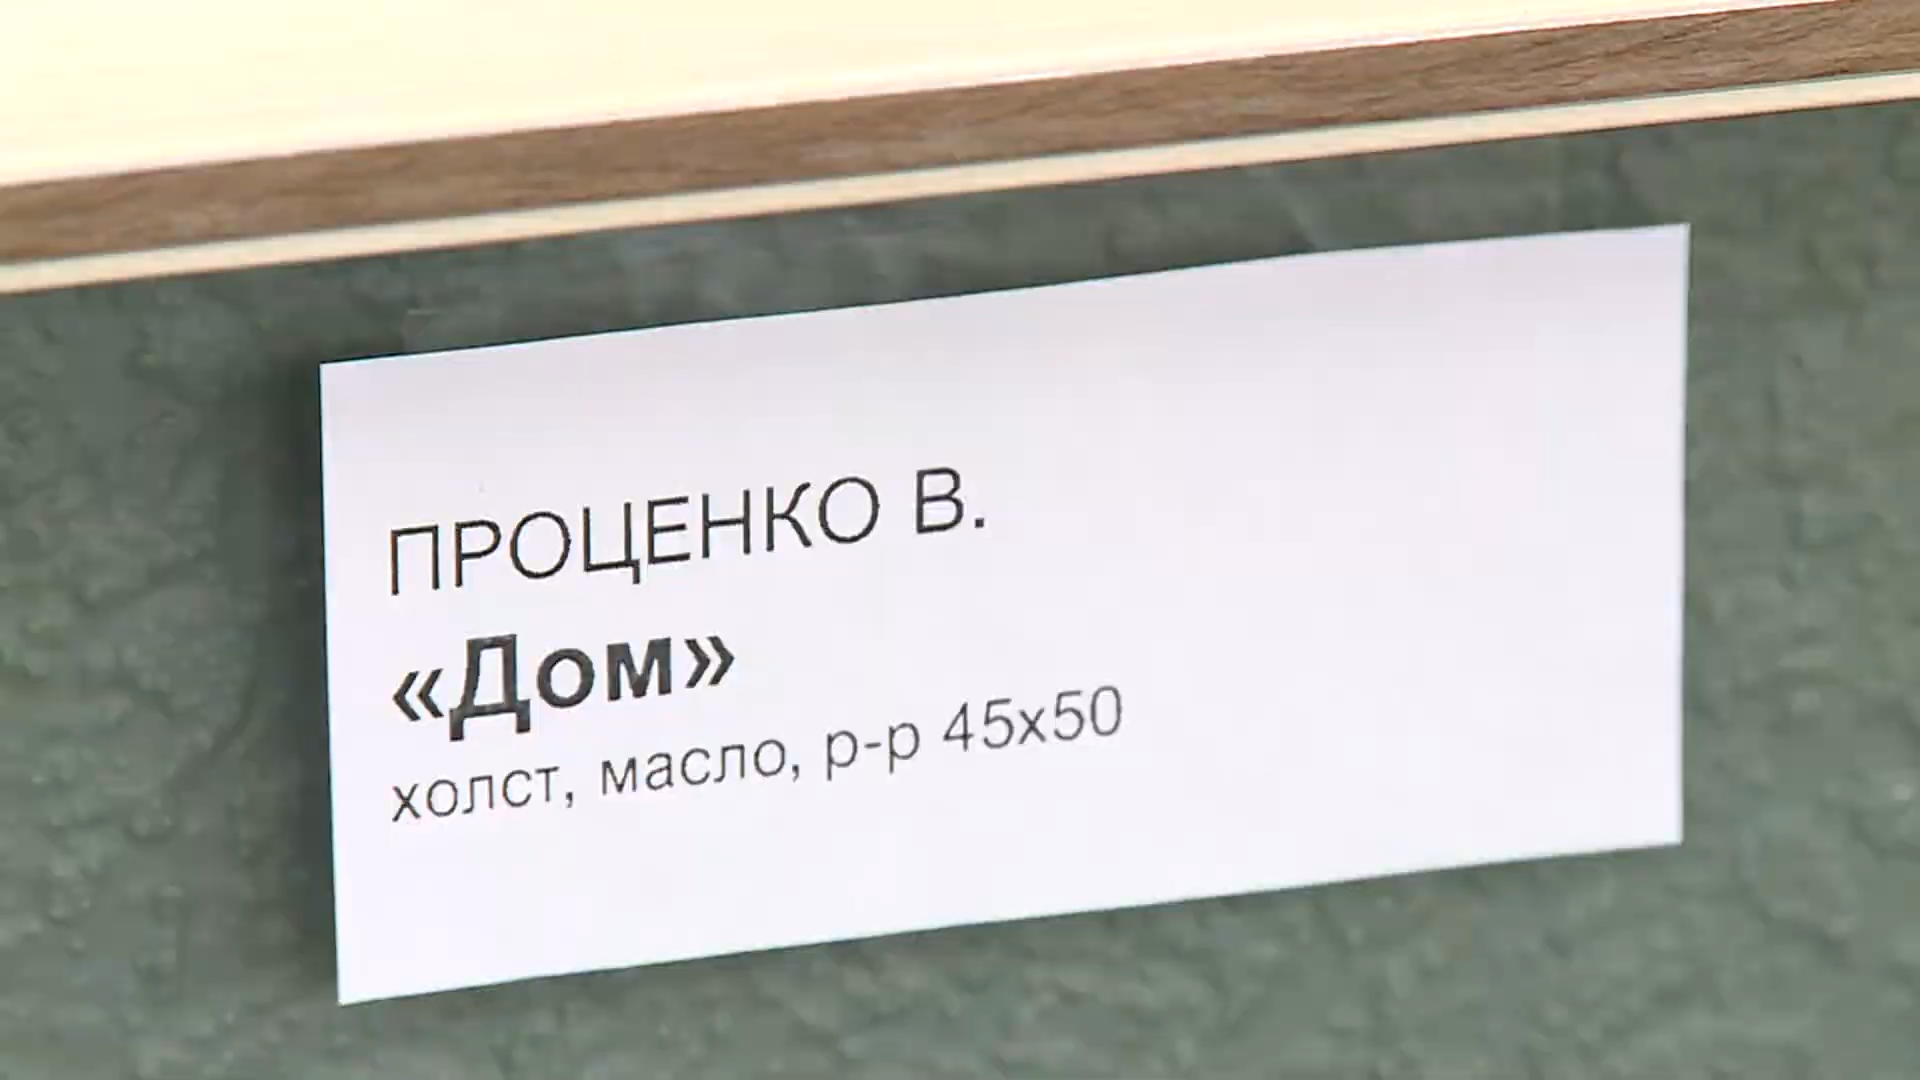 ПРОЦЕНКО В.
«Дом»
холст, масло, р-р 45х50